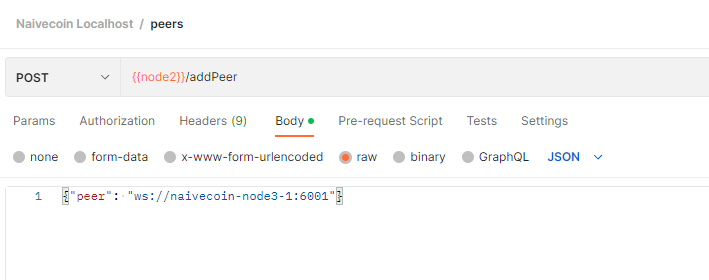 Naivecoin Localhost / peers
POST {{node2}}/addPeer
Params Authorization Headers (9) Body Pre-request Script Tests Settings
none form-data x-www-form-urlencoded raw binary GraphQL JSON
1 {"peer": "ws://naivecoin-node3-1:6001"}